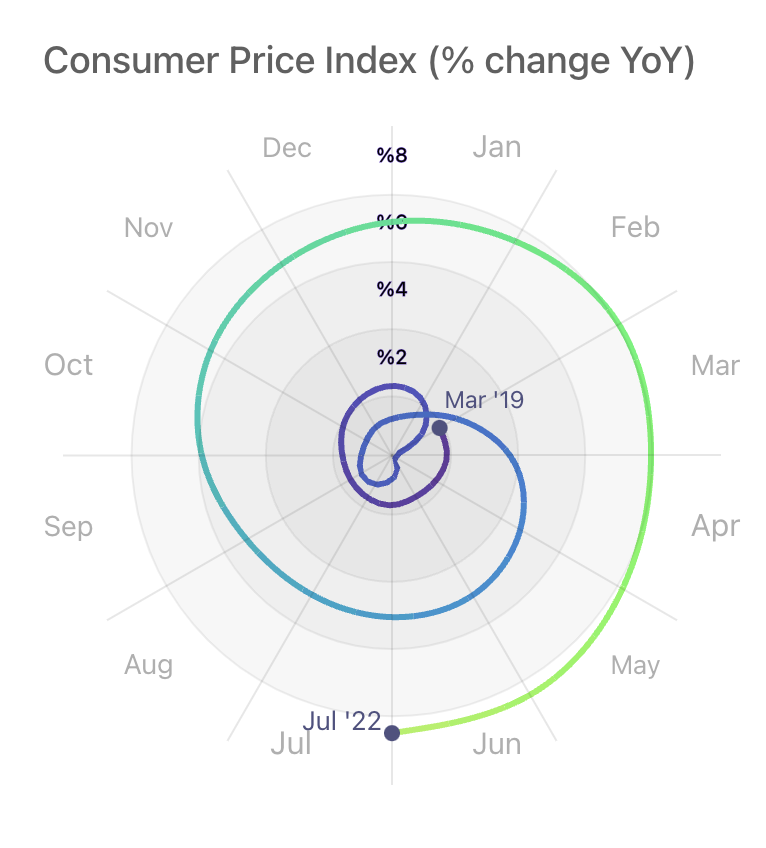 Consumer Price Index (% change YoY)
%8
Dec
Jan
Nov
Feb
%6
%4
Oct
%2
Mar
Mar '19
Sep
Apr
Aug
May
Jul '22
Jul
Jun